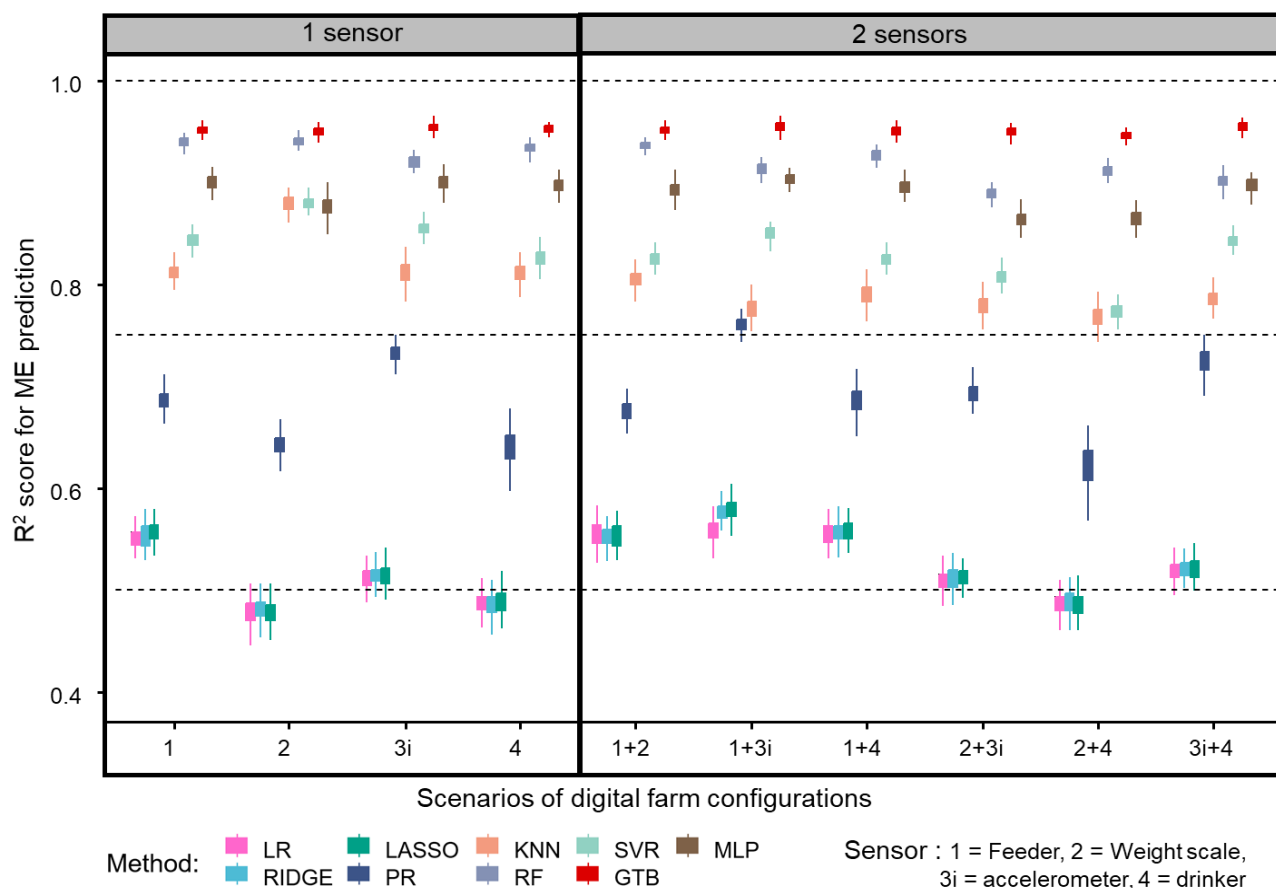 1 sensor
2 sensors
R² score for ME prediction
1.0
0.8
0.6
0.4
1 2 3i 4 1+2 1+3i 1+4 2+3i 2+4 3i+4
Scenarios of digital farm configurations
Method:
LR LASSO KNN SVR MLP
RIDGE PR RF GTB
Sensor : 1 = Feeder, 2 = Weight scale,
3i = accelerometer, 4 = drinker